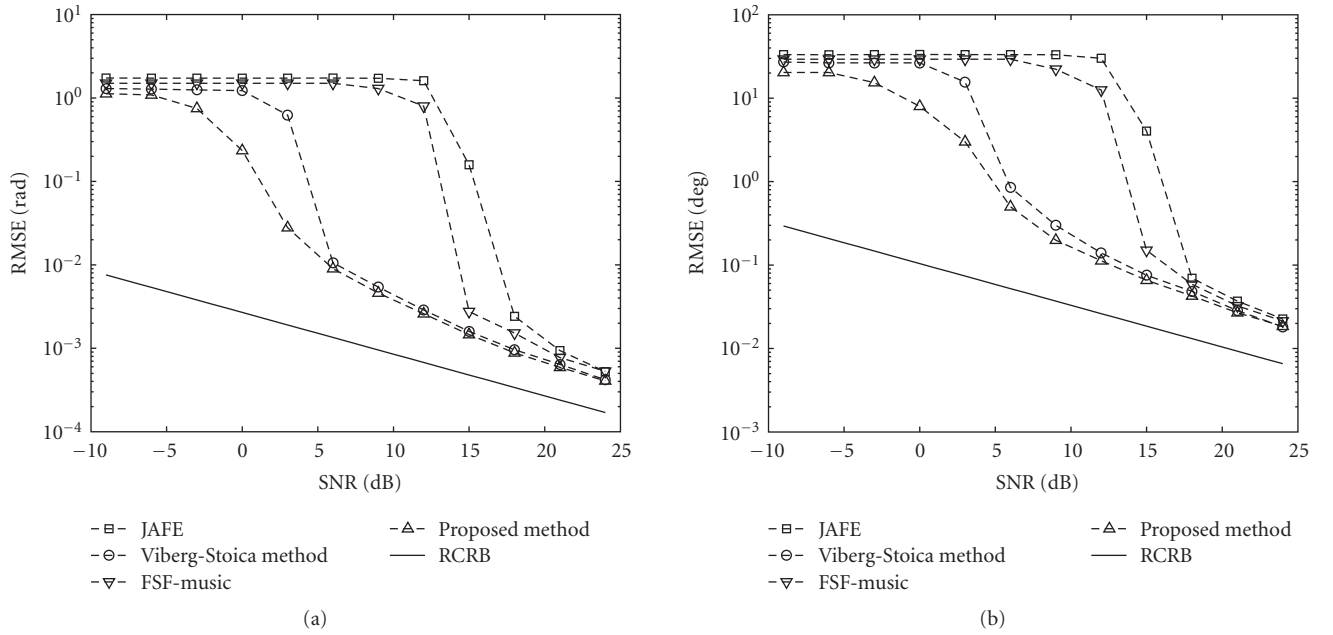 10^1
10^0
10^−1
10^−2
10^−3
10^−4
RMSE (rad)
−10 −5 0 5 10 15 20 25
SNR (dB)
JAFE
Viberg-Stoica method
FSF-music
Proposed method
RCRB
(a)
10^2
10^1
10^0
10^−1
10^−2
10^−3
RMSE (deg)
−10 −5 0 5 10 15 20 25
SNR (dB)
JAFE
Viberg-Stoica method
FSF-music
Proposed method
RCRB
(b)